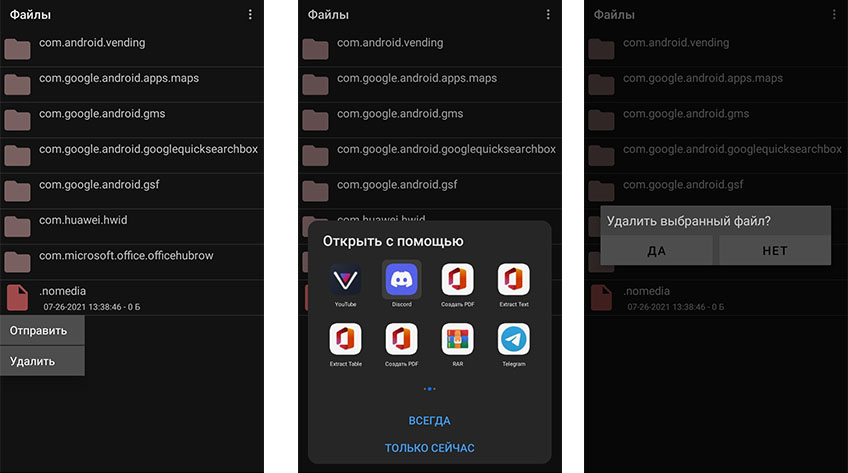 Файлы
com.android.vending
com.google.android.apps.maps
com.google.android.gms
com.google.android.googlequicksearchbox
com.google.android.gsf
com.huawei.hwid
com.microsoft.office.officehubrow
.nomedia
07-26-2021 13:38:46 - 0 Б
Отправить
Удалить
Файлы
com.android.vending
com.google.android.apps.maps
com.google.android.gms
com.google.android.googlequicksearchbox
com.google.android.gsf
com.huawei.hwid
Открыть с помощью
YouTube
Discord
Создать PDF
Extract Text
Extract Table
Создать PDF
RAR
Telegram
ВСЕГДА
ТОЛЬКО СЕЙЧАС
Файлы
com.android.vending
com.google.android.apps.maps
com.google.android.gms
com.google.android.googlequicksearchbox
com.google.android.gsf
Удалить выбранный файл?
ДА
НЕТ
.nomedia
07-26-2021 13:38:46 - 0 Б